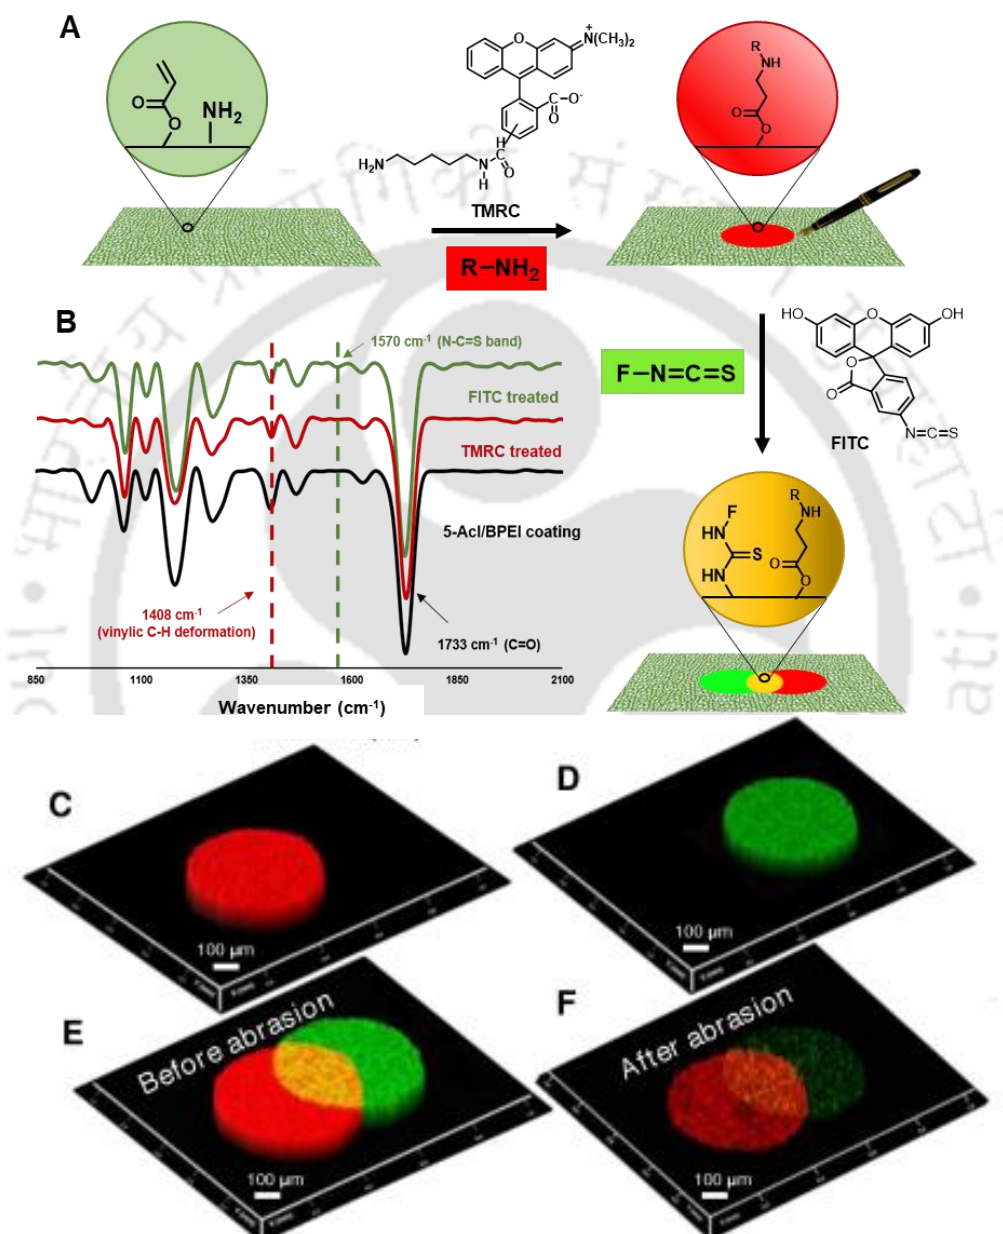 A
O
O
NH₂
O
N(CH₃)₂
+
C-O⁻
O
H
C
O
H₂N
N
H
TMRC
R–NH₂
R
NH
O
O
B
1570 cm⁻¹ (N-C=S band)
FITC treated
TMRC treated
5-Acl/BPEI coating
1408 cm⁻¹
(vinylic C-H deformation)
1733 cm⁻¹ (C=O)
850 1100 1350 1600 1850 2100
Wavenumber (cm⁻¹)
F–N=C=S
HO
O
OH
O
O
N=C=S
FITC
F
HN
S
HN
R
NH
O
O
C
100 µm
D
100 µm
E
Before abrasion
100 µm
F
After abrasion
100 µm